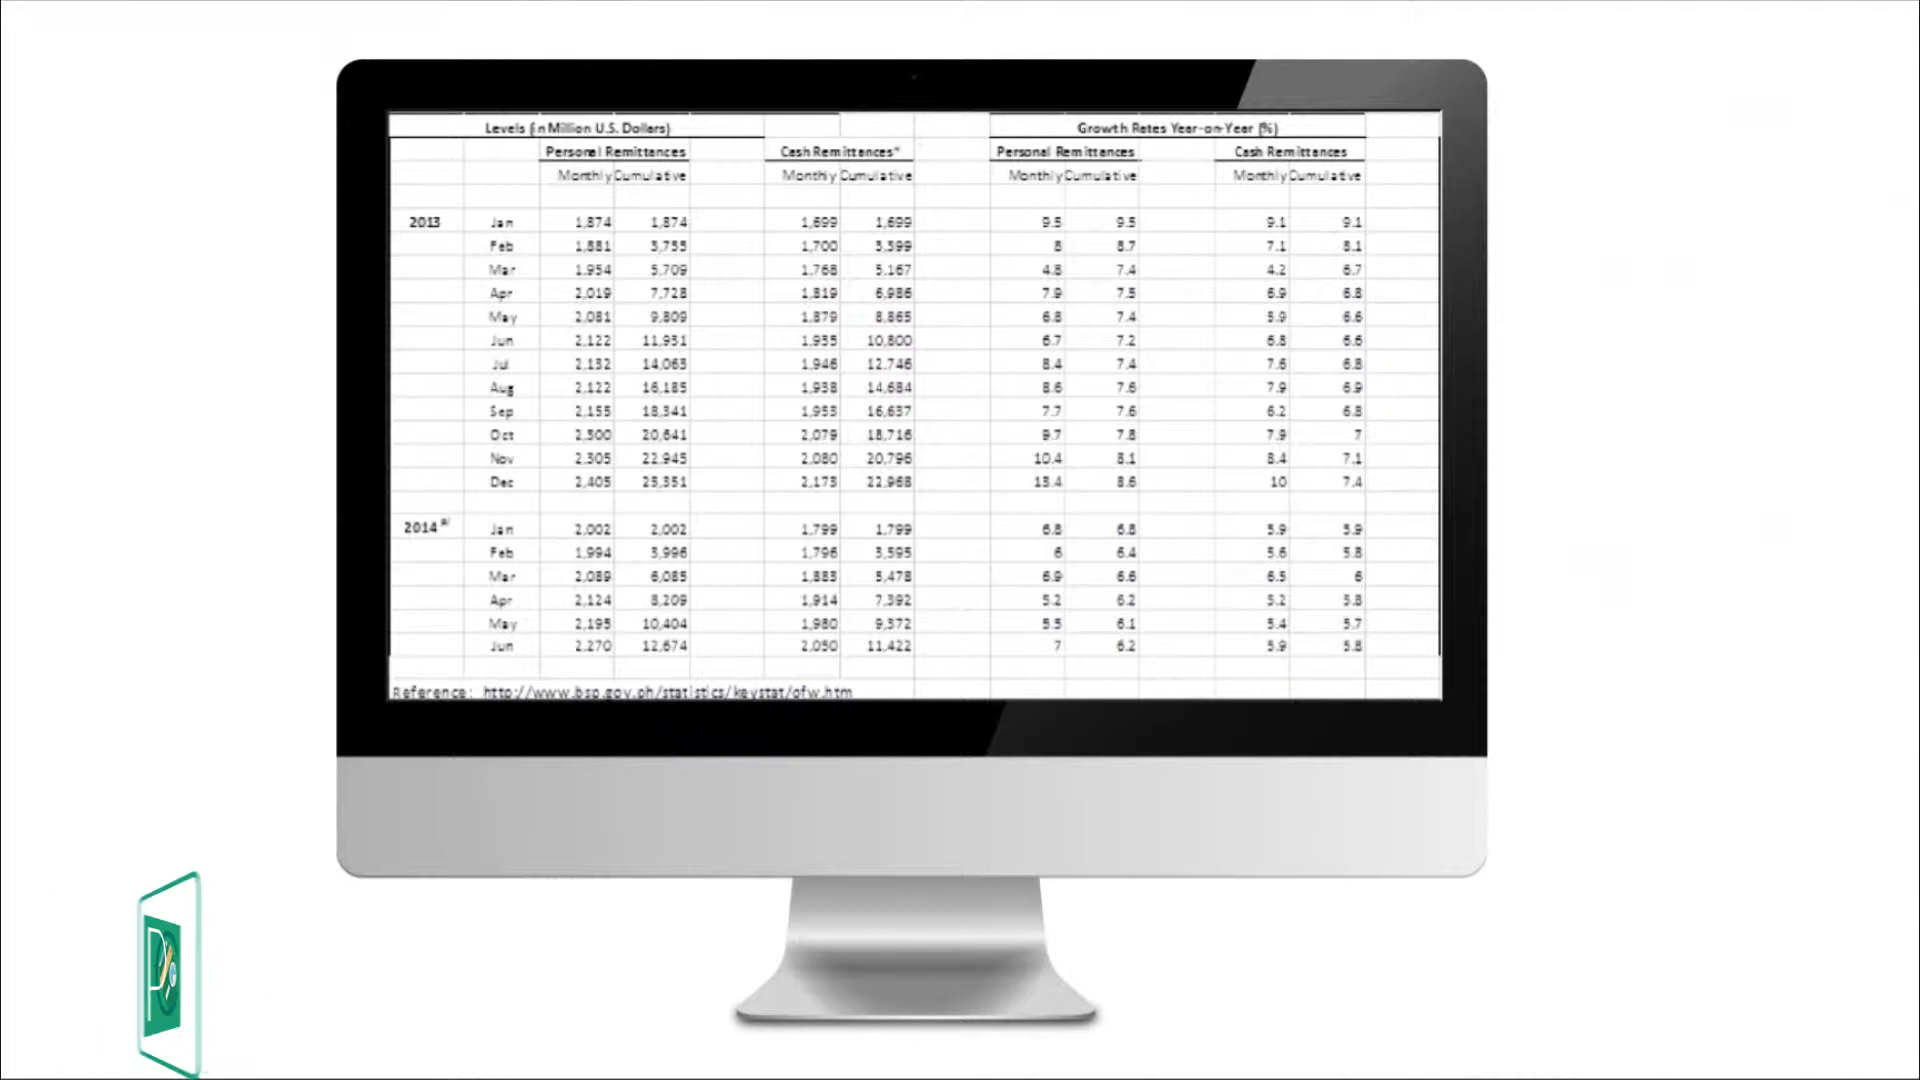 Levels (in Million U.S. Dollars) Growth Rates Year-on-Year (%)
Personal Remittances Cash Remittances* Personal Remittances Cash Remittances
Monthly Cumulative Monthly Cumulative Monthly Cumulative Monthly Cumulative
2013 Jan 1,874 1,874 1,699 1,699 9.5 9.5 9.1 9.1
Feb 1,881 3,755 1,700 3,399 8 8.7 7.1 8.1
Mar 1,954 5,709 1,768 5,167 4.8 7.4 4.2 6.7
Apr 2,019 7,728 1,819 6,986 7.9 7.5 6.9 6.8
May 2,081 9,809 1,879 8,865 6.8 7.4 5.9 6.6
Jun 2,122 11,931 1,935 10,800 6.7 7.2 6.8 6.6
Jul 2,132 14,063 1,946 12,746 8.4 7.4 7.6 6.8
Aug 2,122 16,185 1,938 14,684 8.6 7.6 7.9 6.9
Sep 2,155 18,341 1,953 16,637 7.7 7.6 6.2 6.8
Oct 2,300 20,641 2,079 18,716 9.7 7.8 7.9 7
Nov 2,305 22,945 2,080 20,796 10.4 8.1 8.4 7.1
Dec 2,405 25,351 2,173 22,968 13.4 8.6 10 7.4
2014 Jan 2,002 2,002 1,799 1,799 6.8 6.8 5.9 5.9
Feb 1,994 3,996 1,796 3,595 6 6.4 5.6 5.8
Mar 2,089 6,085 1,883 5,478 6.9 6.6 6.5 6
Apr 2,124 8,209 1,914 7,392 5.2 6.2 5.2 5.8
May 2,195 10,404 1,980 9,372 5.5 6.1 5.4 5.7
Jun 2,270 12,674 2,050 11,422 7 6.2 5.9 5.8
Reference: http://www.bsp.gov.ph/statistics/keystat/ofw.htm